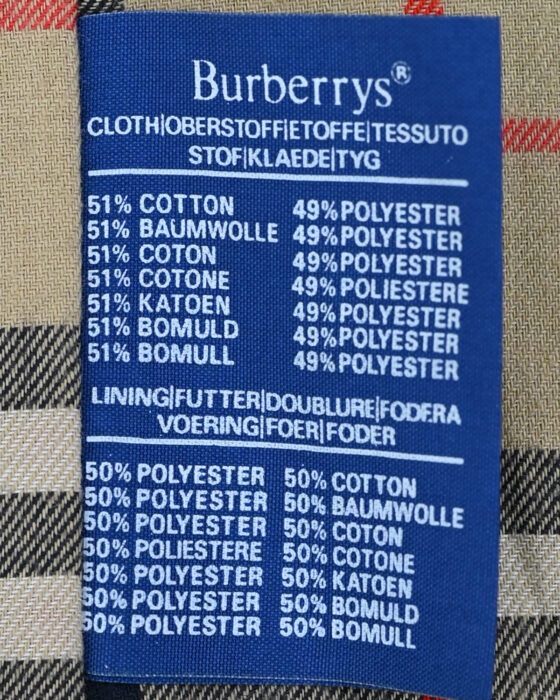 Burberrys®
CLOTH|OBERSTOFF|ETOFFE|TESSUTO
STOF|KLAEDE|TYG
51% COTTON 49% POLYESTER
51% BAUMWOLLE 49% POLYESTER
51% COTON 49% POLYESTER
51% COTONE 49% POLIESTERE
51% KATOEN 49% POLYESTER
51% BOMULD 49% POLYESTER
51% BOMULL 49% POLYESTER
LINING|FUTTER|DOUBLURE|FODERA
VOERING|FOER|FODER
50% POLYESTER 50% COTTON
50% POLYESTER 50% BAUMWOLLE
50% POLYESTER 50% COTON
50% POLIESTERE 50% COTONE
50% POLYESTER 50% KATOEN
50% POLYESTER 50% BOMULD
50% POLYESTER 50% BOMULL